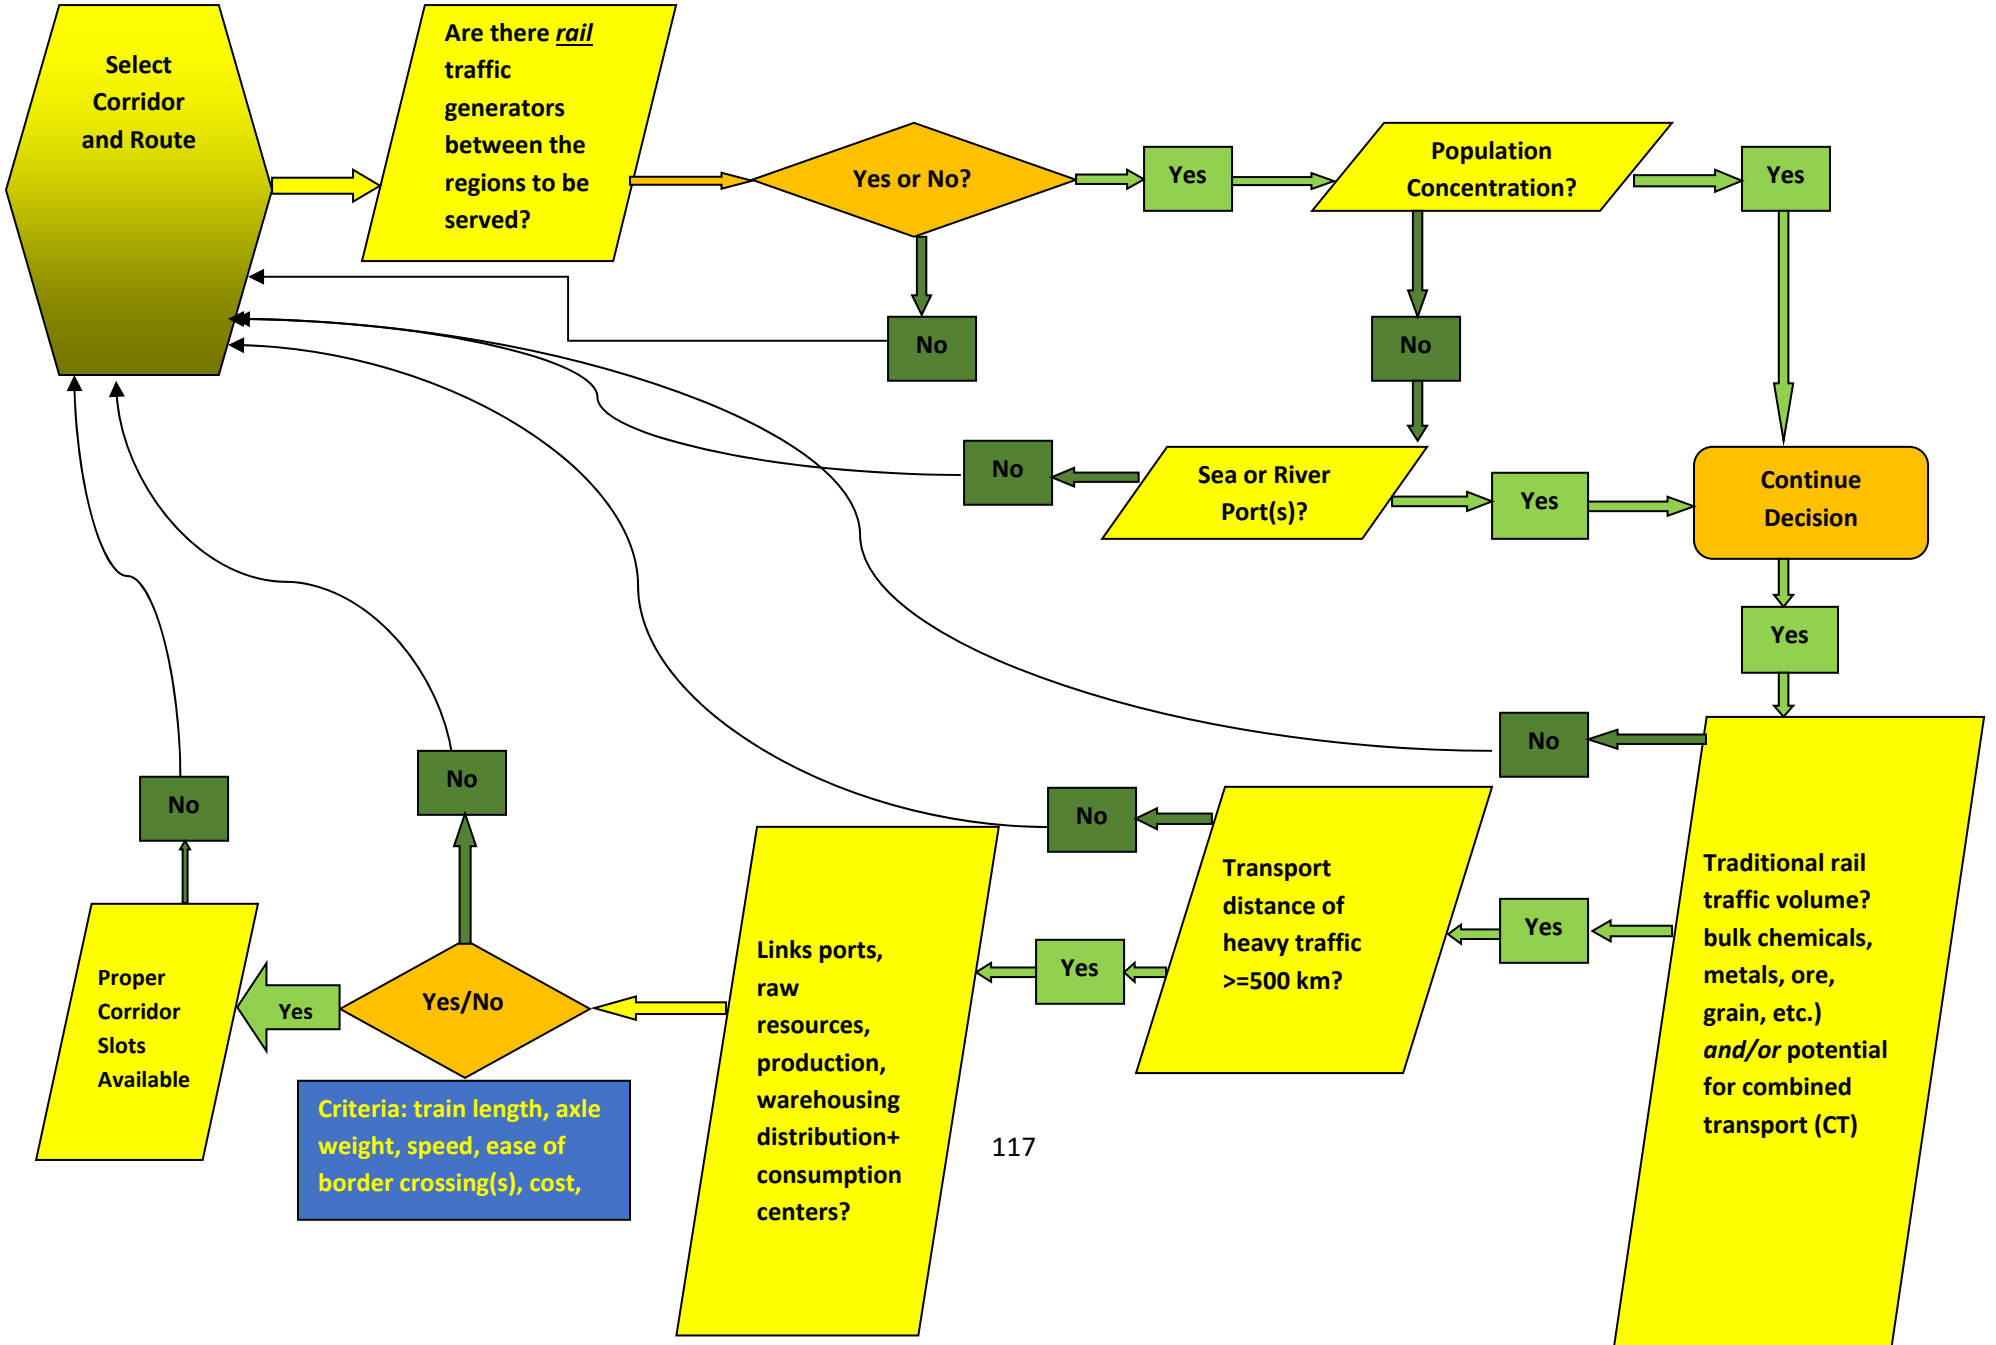 Select
Corridor
and Route
Are there rail
traffic
generators
between the
regions to be
served?
Yes or No?
Yes
Population
Concentration?
Yes
No
No
No
Sea or River
Port(s)?
Yes
Continue
Decision
Yes
No
Traditional rail
traffic volume?
bulk chemicals,
metals, ore,
grain, etc.)
and/or potential
for combined
transport (CT)
Yes
No
Transport
distance of
heavy traffic
>=500 km?
Yes
Links ports,
raw
resources,
production,
warehousing
distribution+
consumption
centers?
Yes/No
No
Criteria: train length, axle
weight, speed, ease of
border crossing(s), cost,
Yes
Proper
Corridor
Slots
Available
No
117